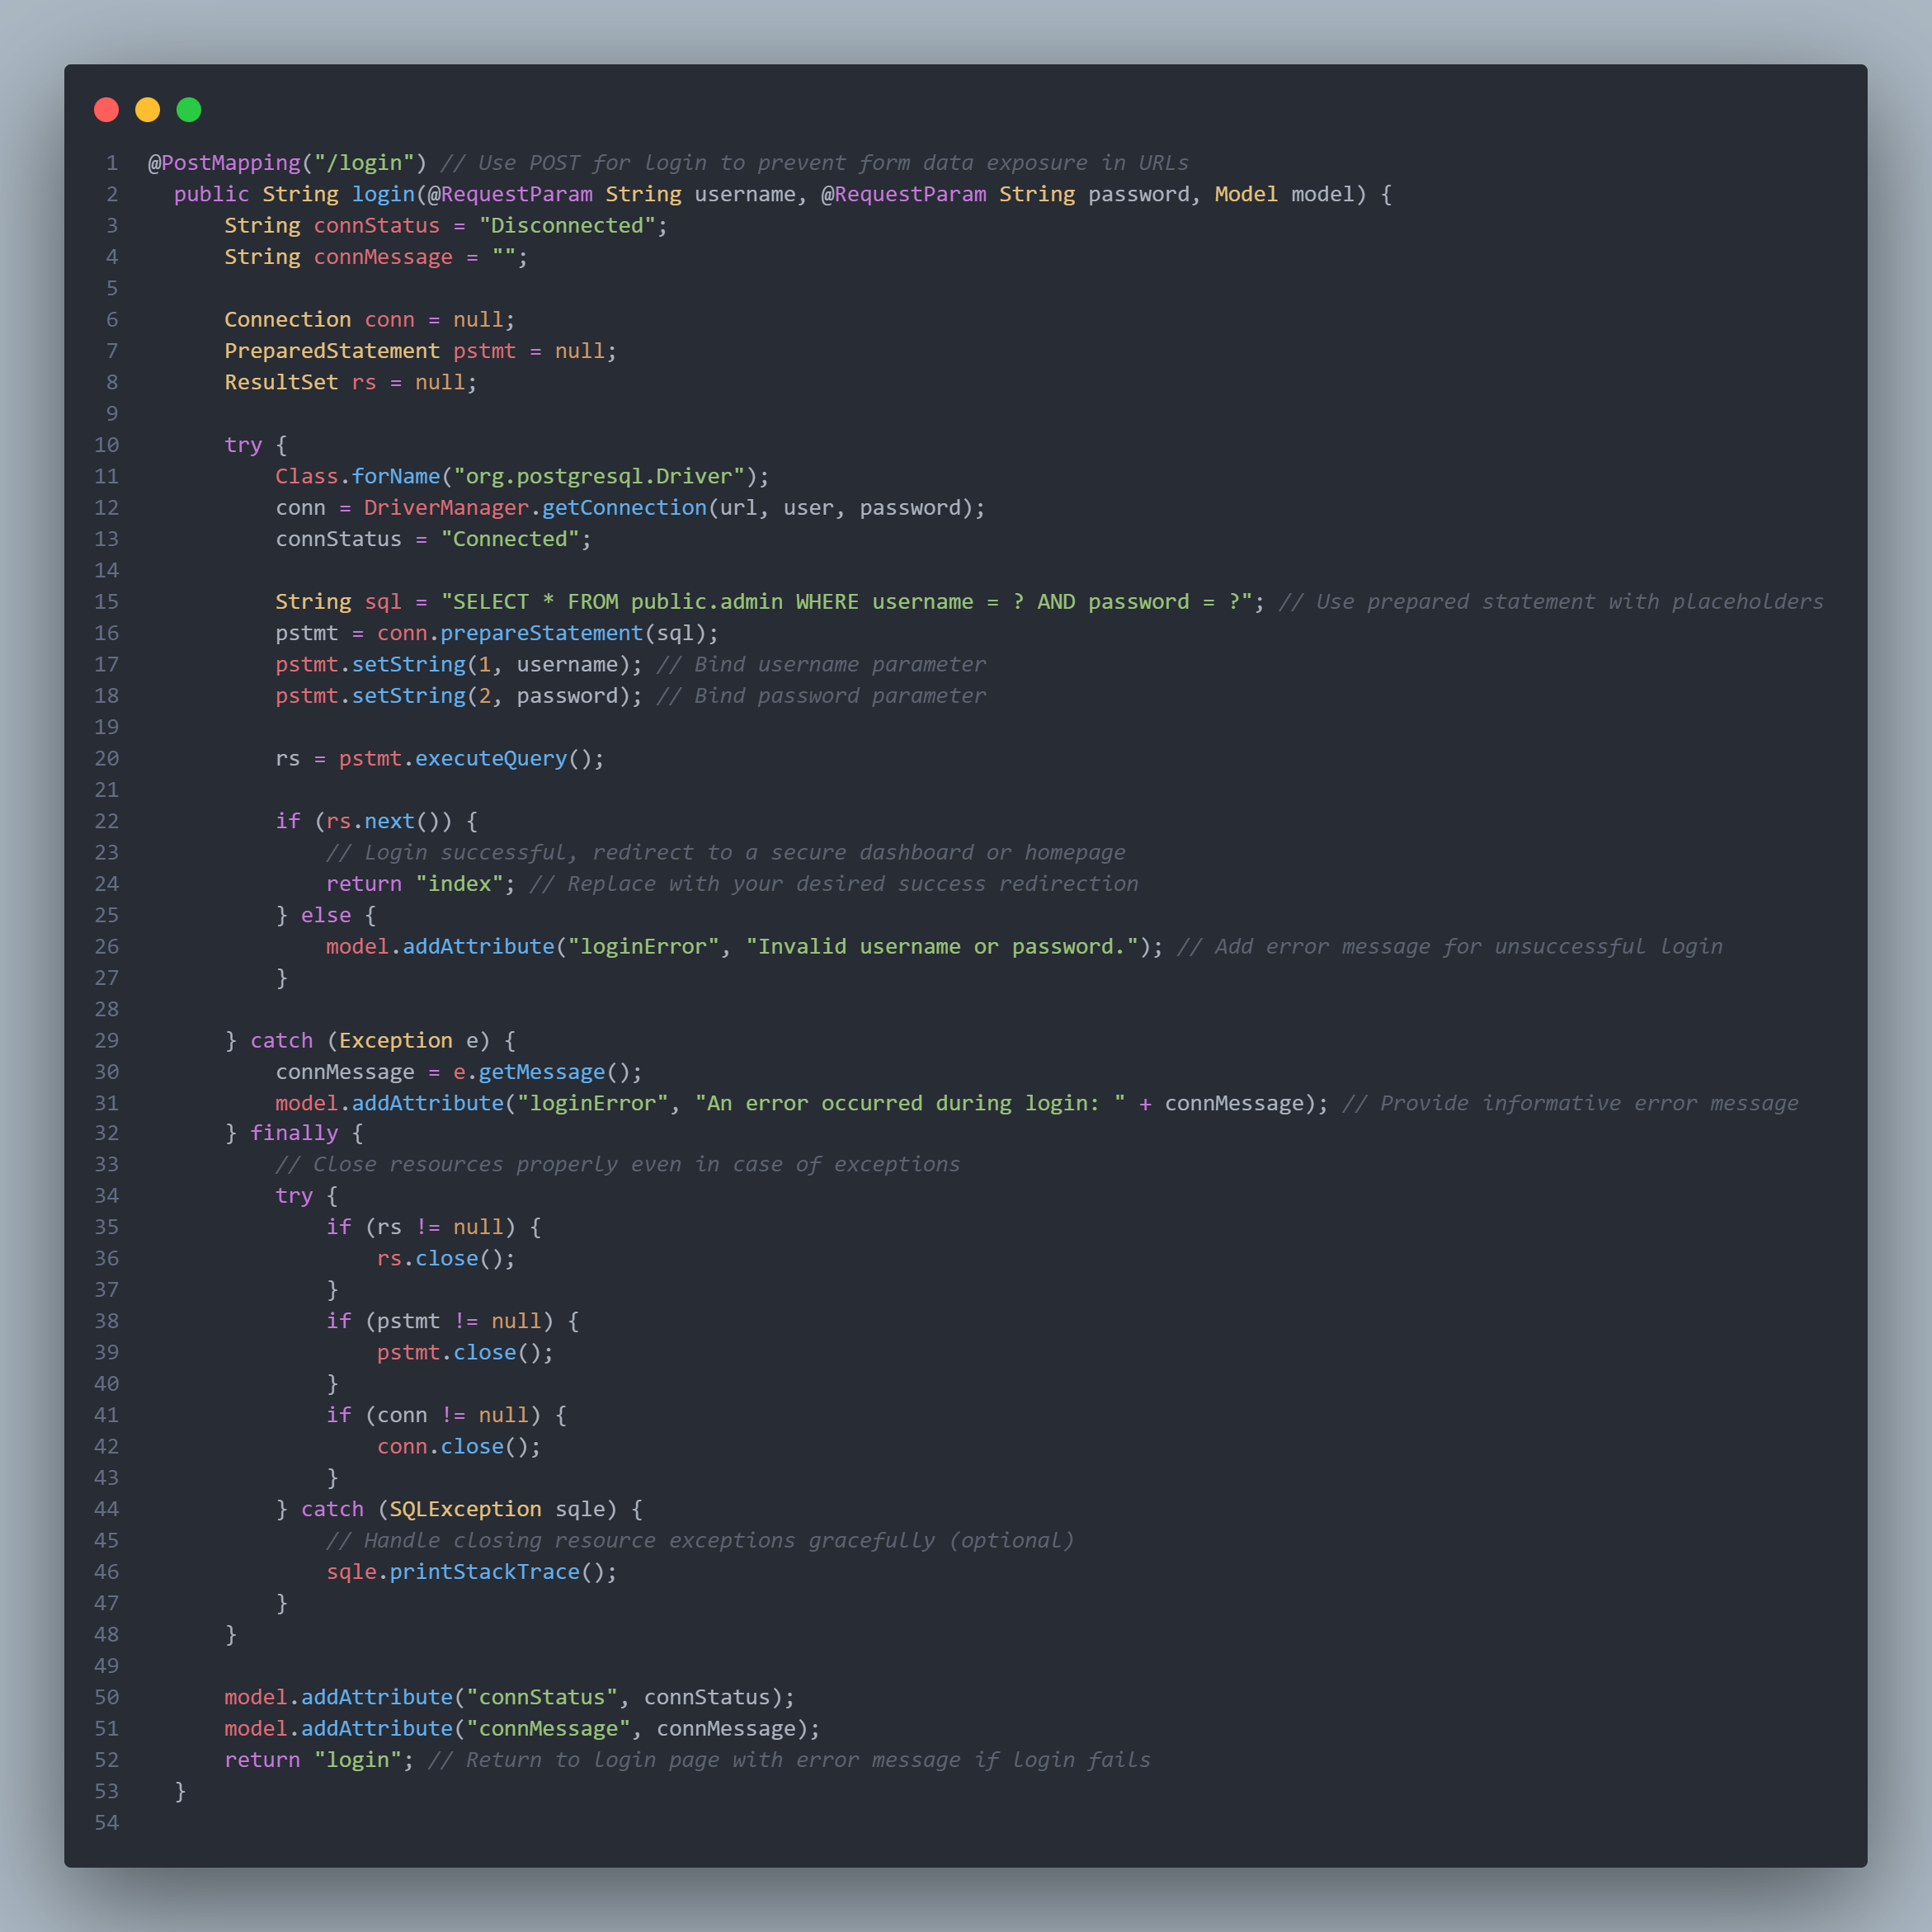 1 @PostMapping("/login") // Use POST for login to prevent form data exposure in URLs
2   public String login(@RequestParam String username, @RequestParam String password, Model model) {
3       String connStatus = "Disconnected";
4       String connMessage = "";
5
6       Connection conn = null;
7       PreparedStatement pstmt = null;
8       ResultSet rs = null;
9
10       try {
11           Class.forName("org.postgresql.Driver");
12           conn = DriverManager.getConnection(url, user, password);
13           connStatus = "Connected";
14
15           String sql = "SELECT * FROM public.admin WHERE username = ? AND password = ?"; // Use prepared statement with placeholders
16           pstmt = conn.prepareStatement(sql);
17           pstmt.setString(1, username); // Bind username parameter
18           pstmt.setString(2, password); // Bind password parameter
19
20           rs = pstmt.executeQuery();
21
22           if (rs.next()) {
23               // Login successful, redirect to a secure dashboard or homepage
24               return "index"; // Replace with your desired success redirection
25           } else {
26               model.addAttribute("loginError", "Invalid username or password."); // Add error message for unsuccessful login
27           }
28
29       } catch (Exception e) {
30           connMessage = e.getMessage();
31           model.addAttribute("loginError", "An error occurred during login: " + connMessage); // Provide informative error message
32       } finally {
33           // Close resources properly even in case of exceptions
34           try {
35               if (rs != null) {
36                   rs.close();
37               }
38               if (pstmt != null) {
39                   pstmt.close();
40               }
41               if (conn != null) {
42                   conn.close();
43               }
44           } catch (SQLException sqle) {
45               // Handle closing resource exceptions gracefully (optional)
46               sqle.printStackTrace();
47           }
48       }
49
50       model.addAttribute("connStatus", connStatus);
51       model.addAttribute("connMessage", connMessage);
52       return "login"; // Return to login page with error message if login fails
53   }
54